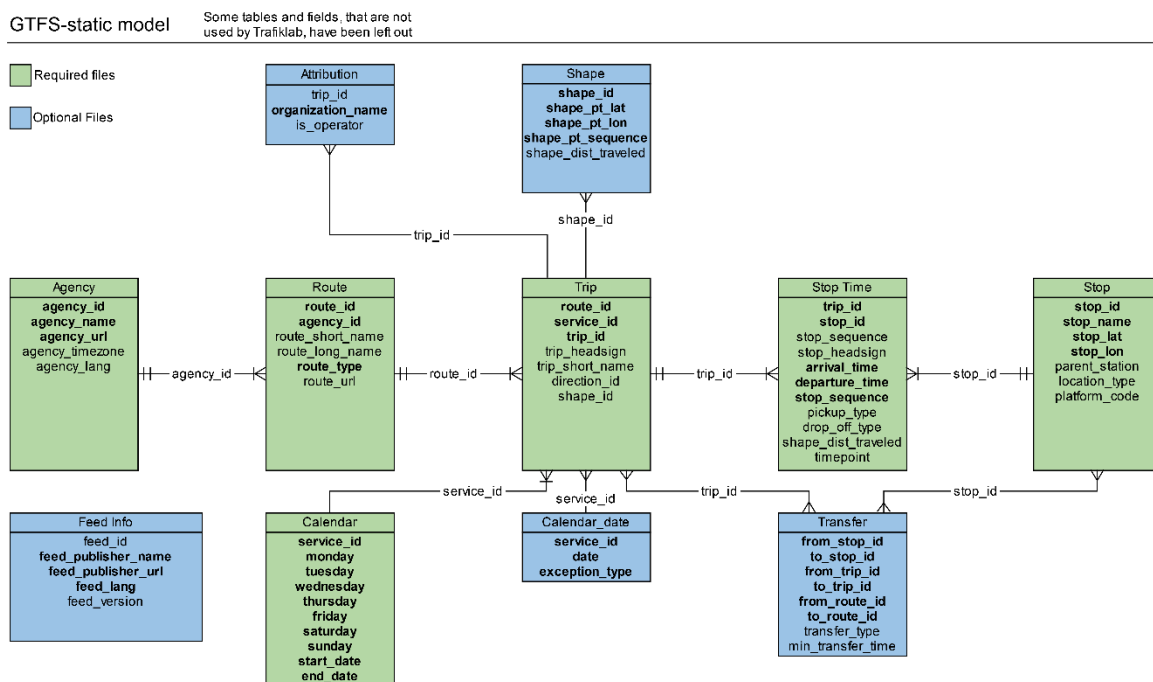 GTFS-static model
Some tables and fields, that are not
used by Trafiklab, have been left out
Required files
Optional Files
Attribution
trip_id
organization_name
is_operator
Shape
shape_id
shape_pt_lat
shape_pt_lon
shape_pt_sequence
shape_dist_traveled
trip_id
shape_id
Agency
agency_id
agency_name
agency_url
agency_timezone
agency_lang
agency_id
Route
route_id
agency_id
route_short_name
route_long_name
route_type
route_url
route_id
Trip
route_id
service_id
trip_id
trip_headsign
trip_short_name
direction_id
shape_id
trip_id
Stop Time
trip_id
stop_id
stop_sequence
stop_headsign
arrival_time
departure_time
stop_sequence
pickup_type
drop_off_type
shape_dist_traveled
timepoint
stop_id
Stop
stop_id
stop_name
stop_lat
stop_lon
parent_station
location_type
platform_code
service_id
service_id
trip_id
stop_id
Feed Info
feed_id
feed_publisher_name
feed_publisher_url
feed_lang
feed_version
Calendar
service_id
monday
tuesday
wednesday
thursday
friday
saturday
sunday
start_date
end_date
Calendar_date
service_id
date
exception_type
Transfer
from_stop_id
to_stop_id
from_trip_id
to_trip_id
from_route_id
to_route_id
transfer_type
min_transfer_time